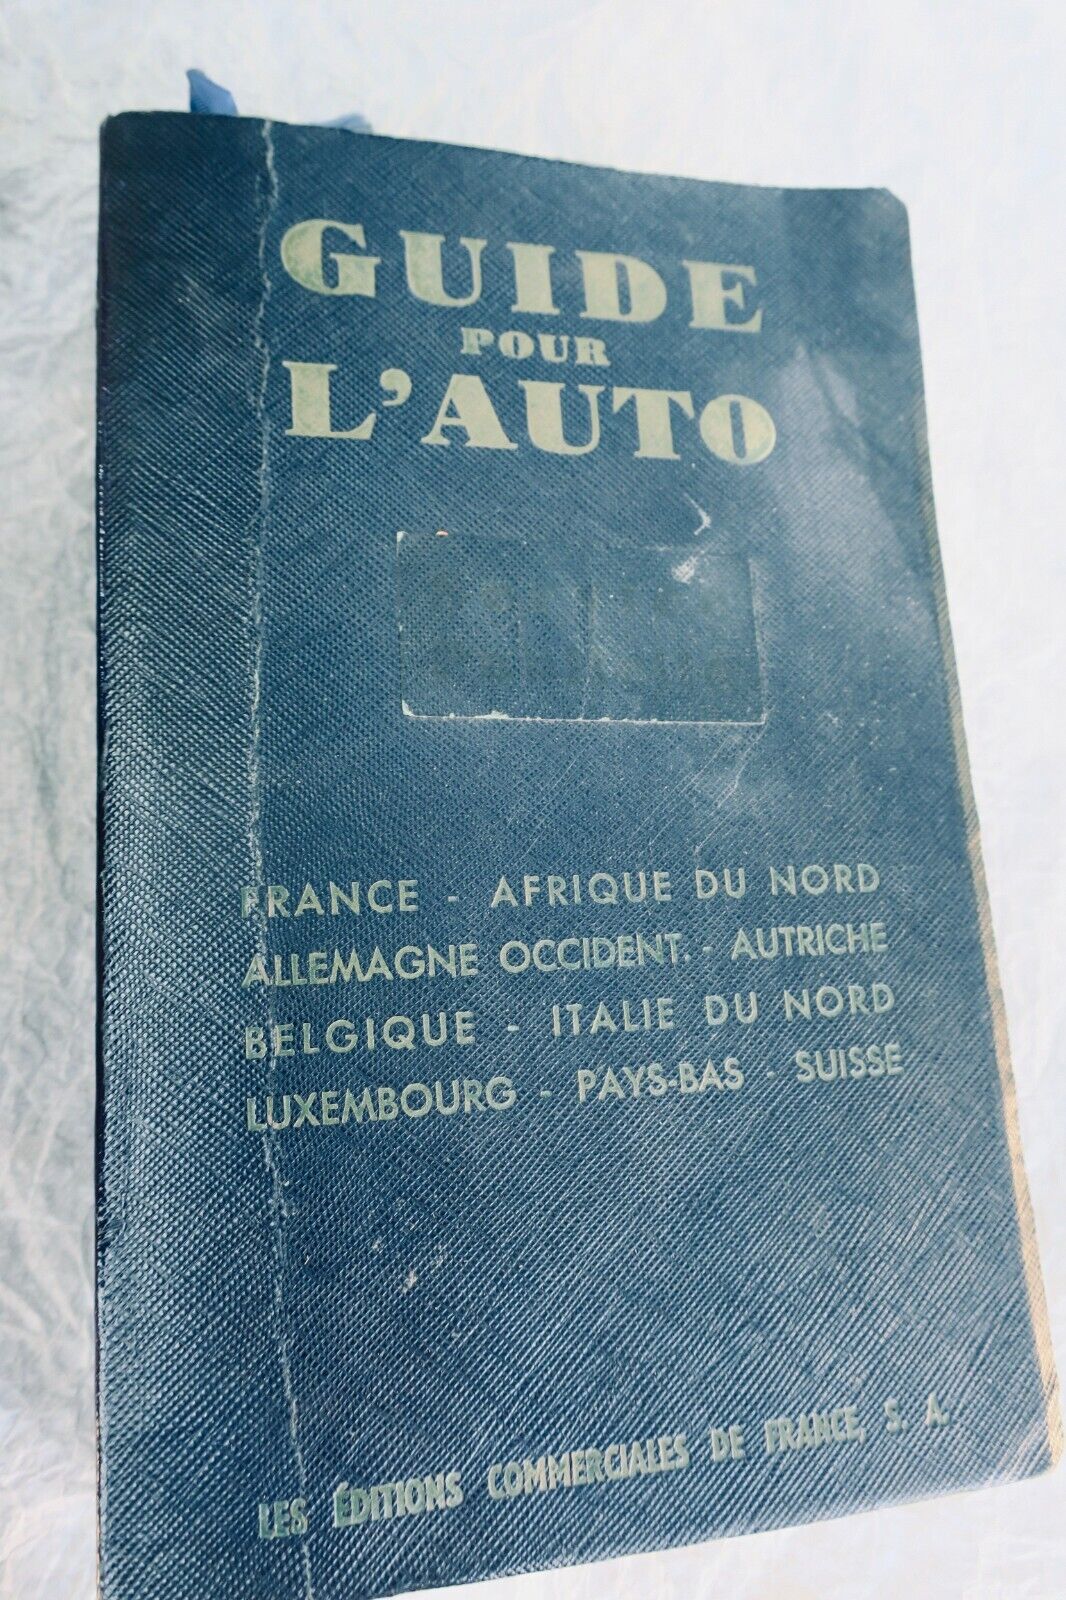 GUIDE
POUR
L'AUTO
FRANCE - AFRIQUE DU NORD
ALLEMAGNE OCCIDENT. - AUTRICHE
BELGIQUE - ITALIE DU NORD
LUXEMBOURG - PAYS-BAS - SUISSE
LES ÉDITIONS COMMERCIALES DE FRANCE, S. A.